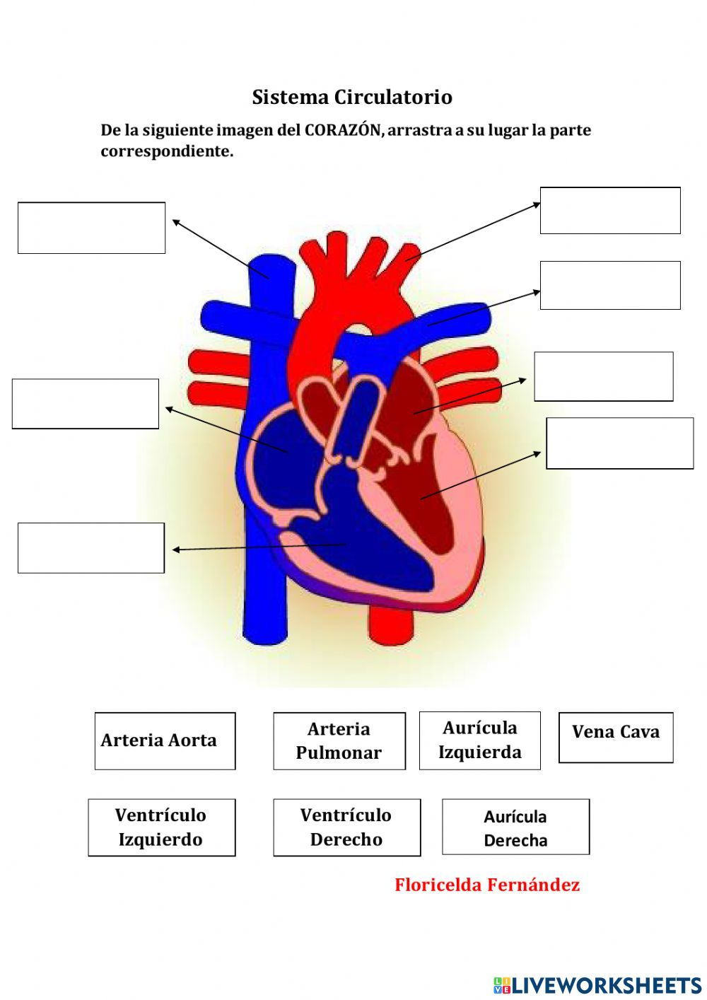 Sistema Circulatorio
De la siguiente imagen del CORAZÓN, arrastra a su lugar la parte
correspondiente.
Arteria Aorta
Arteria
Pulmonar
Aurícula
Izquierda
Vena Cava
Ventrículo
Izquierdo
Ventrículo
Derecho
Aurícula
Derecha
Floricelda Fernández
LIVE LIVEWORKSHEETS